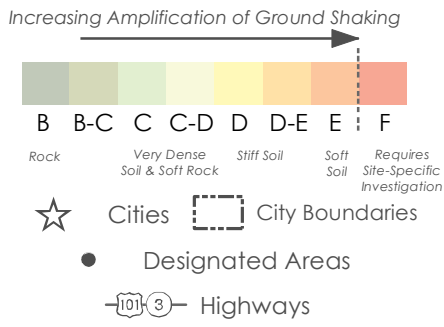 Increasing Amplification of Ground Shaking
B B-C C C-D D D-E E F
Rock
Very Dense
Soil & Soft Rock
Stiff Soil
Soft
Soil
Requires
Site-Specific
Investigation
Cities
City Boundaries
Designated Areas
101 3 Highways